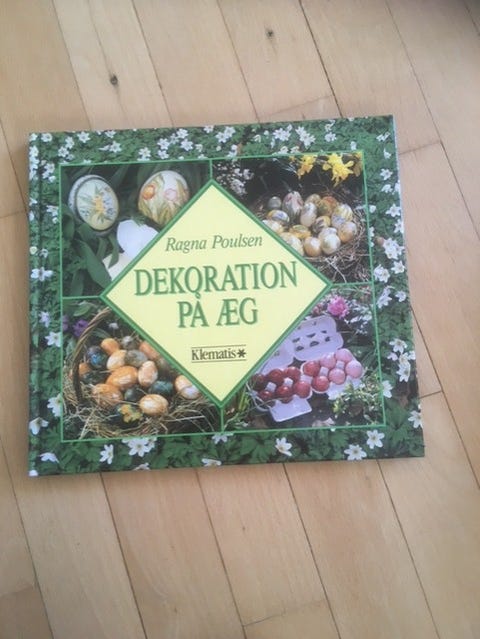 Ragna Poulsen
DEKORATION
PÅ ÆG
Klematis*